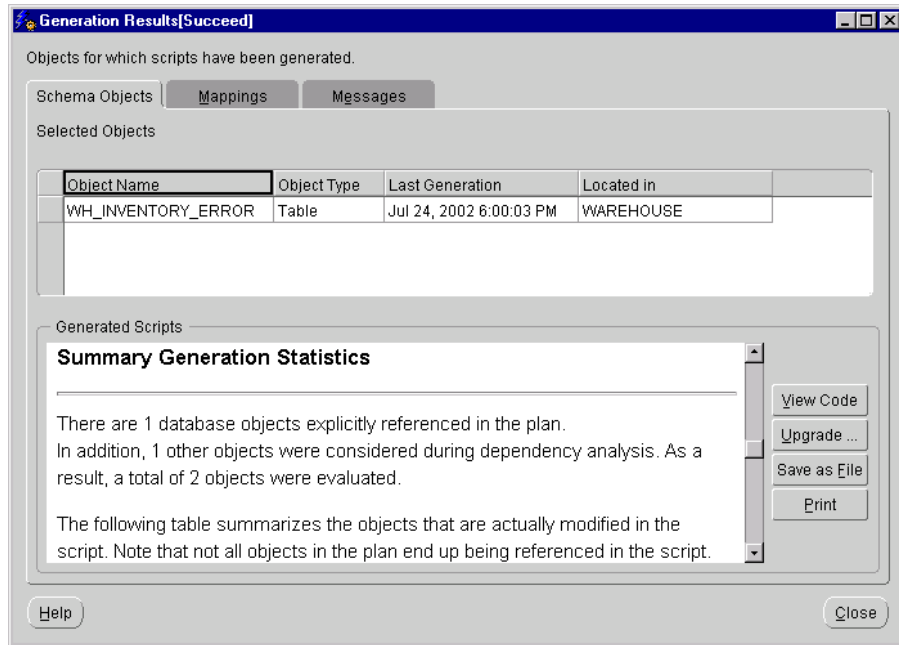 Generation Results[Succeed]
Objects for which scripts have been generated.
Schema Objects Mappings Messages
Selected Objects
Object Name Object Type Last Generation Located in
WH_INVENTORY_ERROR Table Jul 24, 2002 6:00:03 PM WAREHOUSE
Generated Scripts
Summary Generation Statistics
There are 1 database objects explicitly referenced in the plan.
In addition, 1 other objects were considered during dependency analysis. As a
result, a total of 2 objects were evaluated.
The following table summarizes the objects that are actually modified in the
script. Note that not all objects in the plan end up being referenced in the script.
View Code
Upgrade ...
Save as File
Print
Help Close